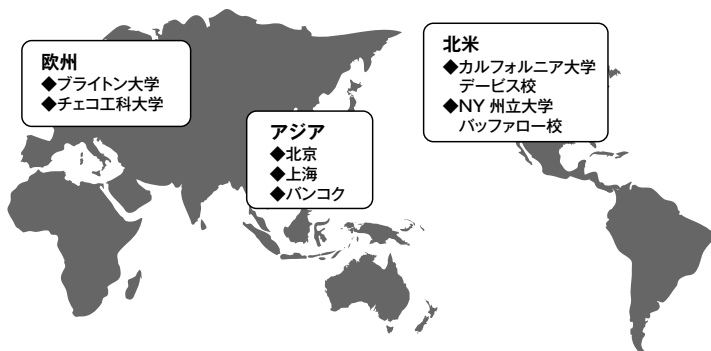 欧州
◆ブライトン大学
◆チェコ工科大学
アジア
◆北京
◆上海
◆バンコク
北米
◆カルフォルニア大学
デービス校
◆NY 州立大学
バッファロー校